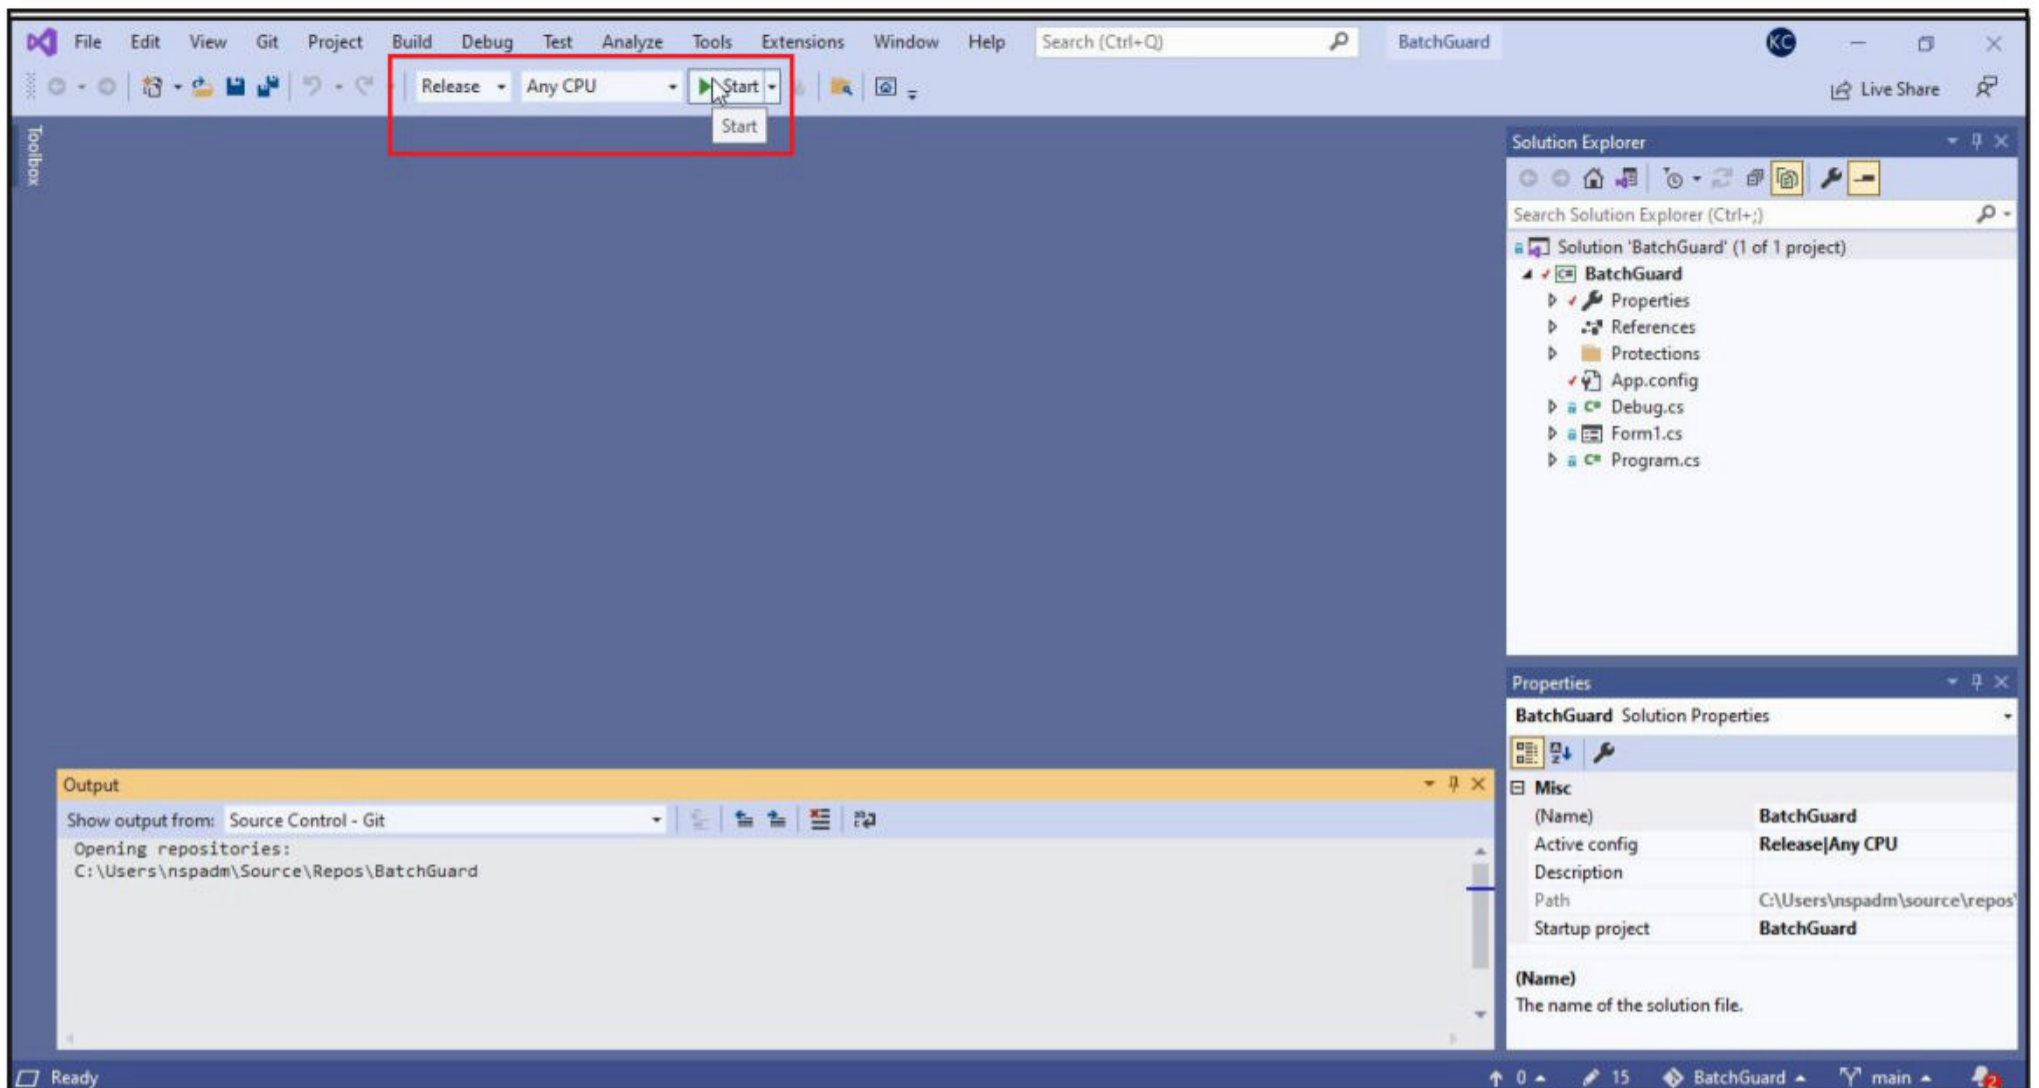 File Edit View Git Project Build Debug Test Analyze Tools Extensions Window Help Search (Ctrl+Q) BatchGuard KC
Release Any CPU Start Live Share
Start
Toolbox
Solution Explorer
Search Solution Explorer (Ctrl+;)
Solution 'BatchGuard' (1 of 1 project)
C# BatchGuard
Properties
References
Protections
App.config
C# Debug.cs
Form1.cs
C# Program.cs
Properties
BatchGuard Solution Properties
Misc
(Name) BatchGuard
Active config Release|Any CPU
Description
Path C:\Users\nspadm\source\repos\
Startup project BatchGuard
(Name)
The name of the solution file.
Output
Show output from: Source Control - Git
Opening repositories:
C:\Users\nspadm\Source\Repos\BatchGuard
Ready 0 15 BatchGuard main 2